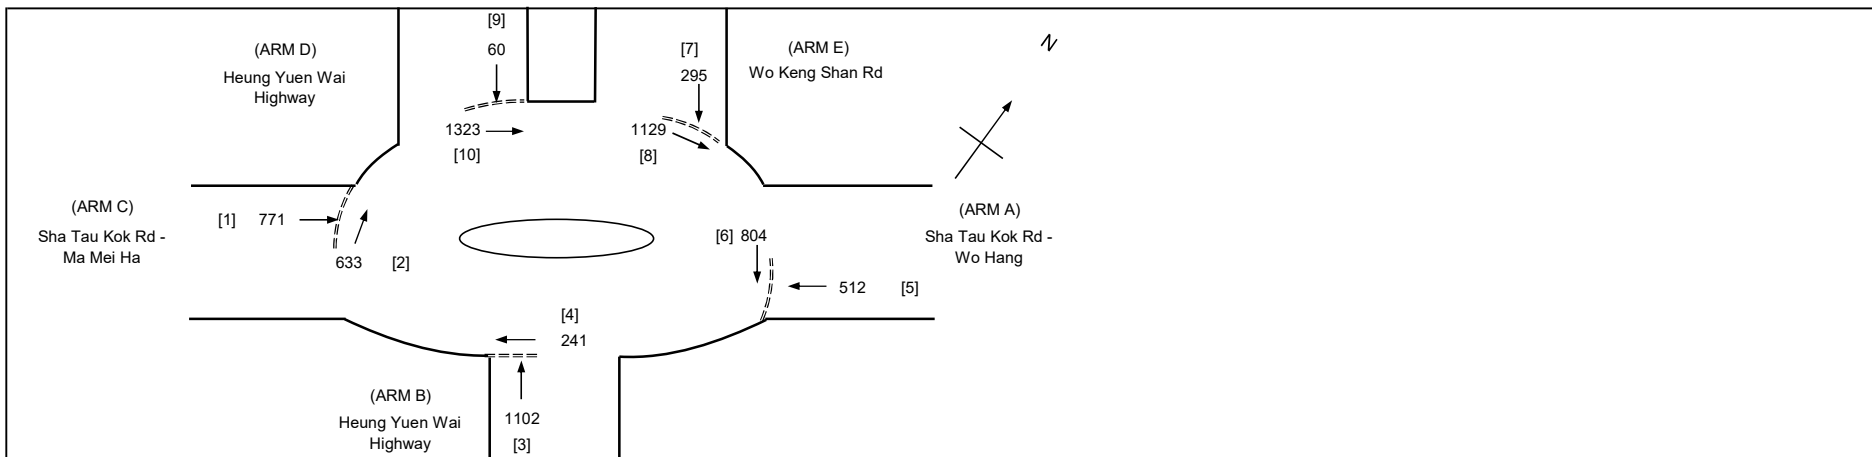 [9]
60
(ARM D)
Heung Yuen Wai
Highway
[7]
295
(ARM E)
Wo Keng Shan Rd
N
1323
[10]
1129
[8]
(ARM C)
Sha Tau Kok Rd -
Ma Mei Ha
[1] 771
633 [2]
[6] 804
(ARM A)
Sha Tau Kok Rd -
Wo Hang
512 [5]
[4]
241
(ARM B)
Heung Yuen Wai
Highway
1102
[3]